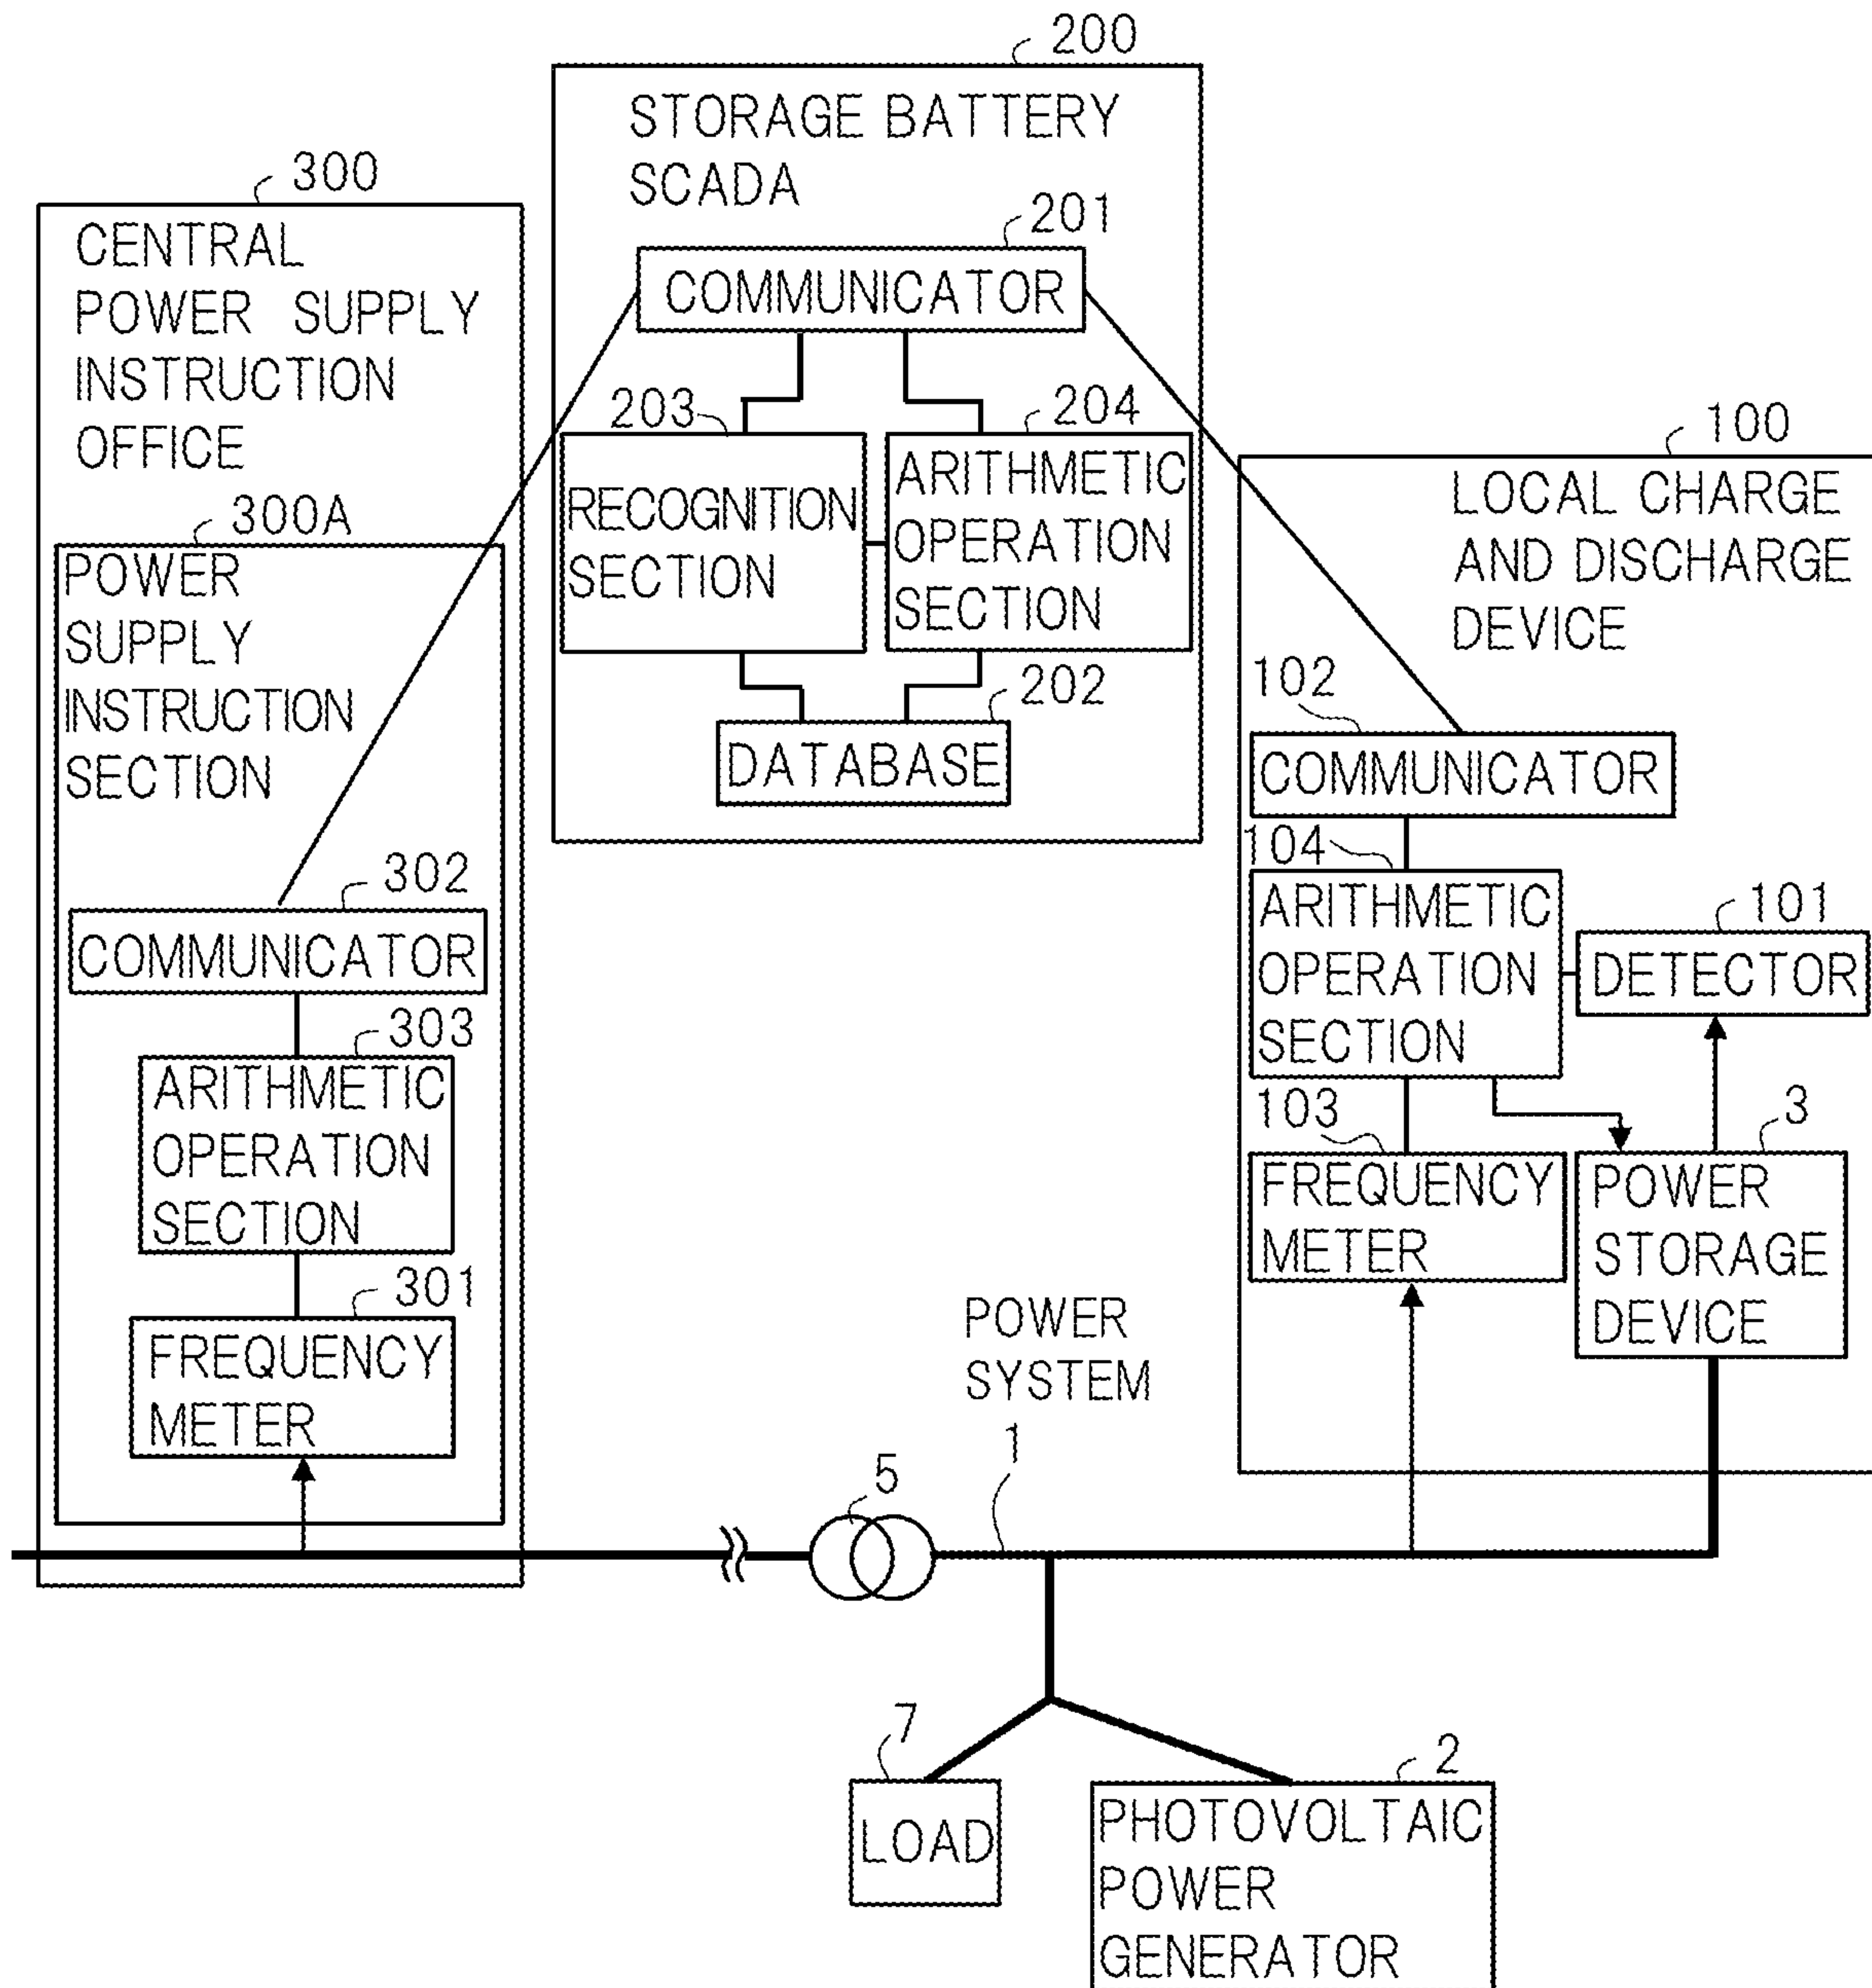 200
STORAGE BATTERY
SCADA
201
COMMUNICATOR
203
204
RECOGNITION
SECTION
ARITHMETIC
OPERATION
SECTION
202
DATABASE
300
CENTRAL
POWER SUPPLY
INSTRUCTION
OFFICE
300A
POWER
SUPPLY
INSTRUCTION
SECTION
302
COMMUNICATOR
303
ARITHMETIC
OPERATION
SECTION
301
FREQUENCY
METER
100
LOCAL CHARGE
AND DISCHARGE
DEVICE
102
COMMUNICATOR
104
ARITHMETIC
OPERATION
SECTION
101
DETECTOR
103
FREQUENCY
METER
3
POWER
STORAGE
DEVICE
POWER
SYSTEM
1
5
7
LOAD
2
PHOTOVOLTAIC
POWER
GENERATOR